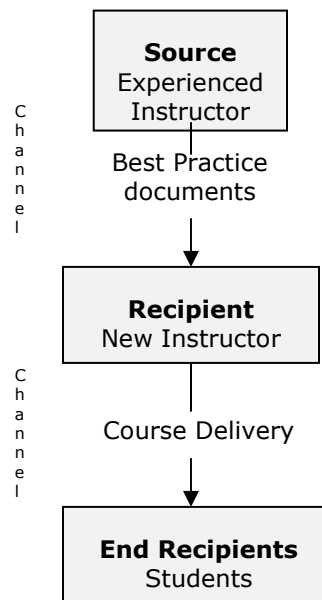 Source
Experienced
Instructor
Channel
Best Practice
documents
Recipient
New Instructor
Channel
Course Delivery
End Recipients
Students